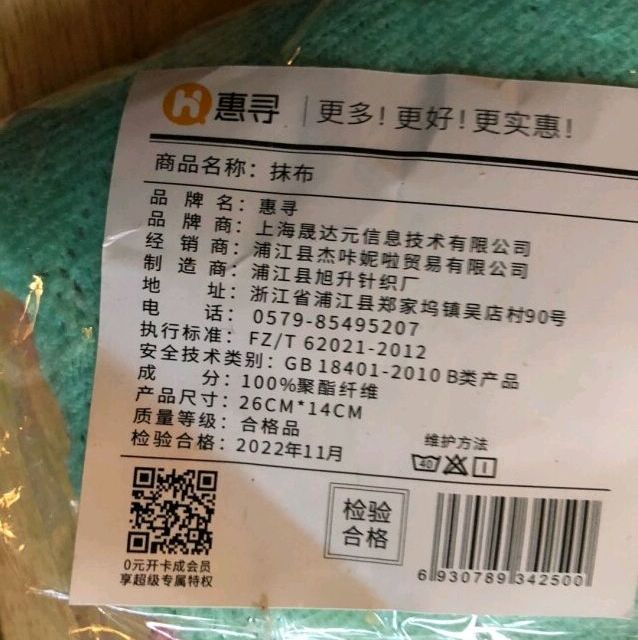 惠寻 更多! 更好! 更实惠!
商品名称: 抹布
品牌名: 惠寻
品牌商: 上海晟达元信息技术有限公司
经销商: 浦江县杰咔妮啦贸易有限公司
制造商: 浦江县旭升针织厂
地址: 浙江省浦江县郑家坞镇吴店村90号
电话: 0579-85495207
执行标准: FZ/T 62021-2012
安全技术类别: GB 18401-2010 B类产品
成分: 100%聚酯纤维
产品尺寸: 26CM*14CM
质量等级: 合格品
检验合格: 2022年11月
维护方法
40
0元开卡成会员
享超级专属特权
检验
合格
6 930789 342500